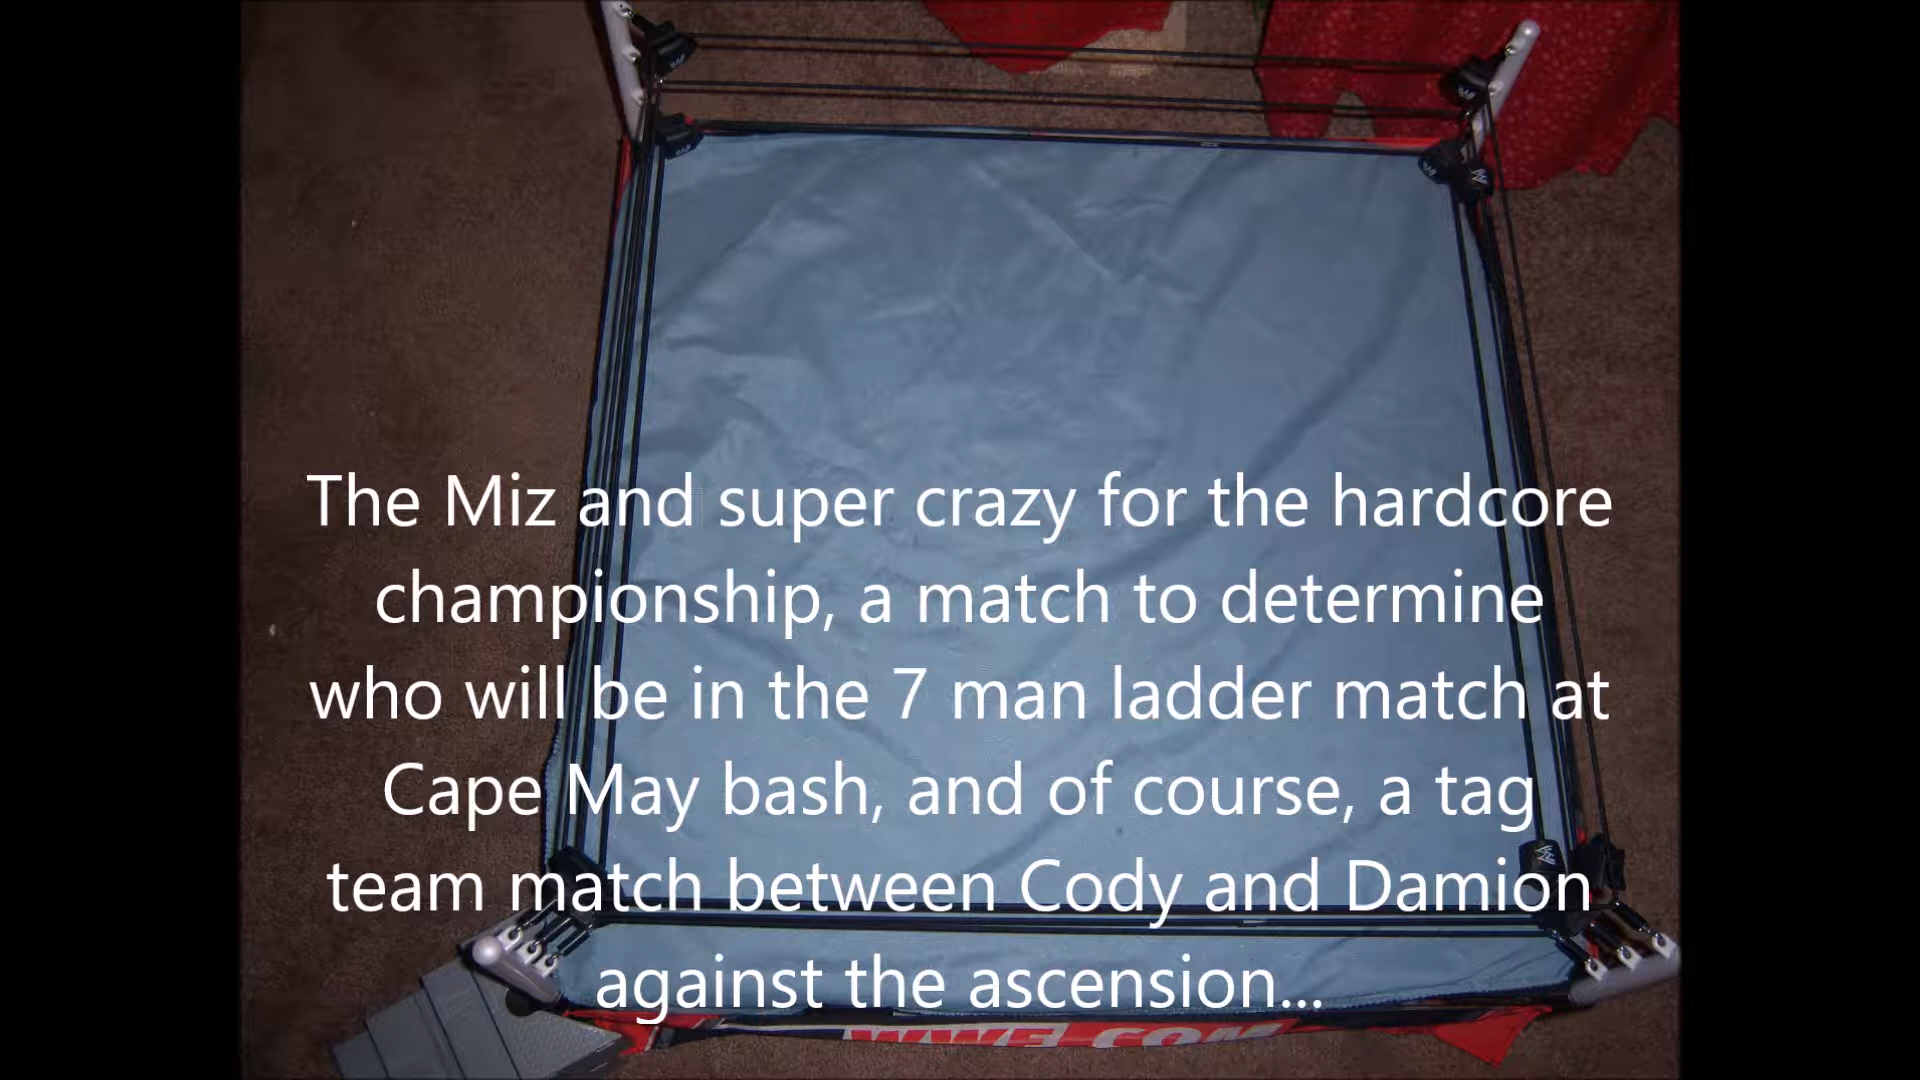 The Miz and super crazy for the hardcore
championship, a match to determine
who will be in the 7 man ladder match at
Cape May bash, and of course, a tag
team match between Cody and Damion
against the ascension...
WWE.COM